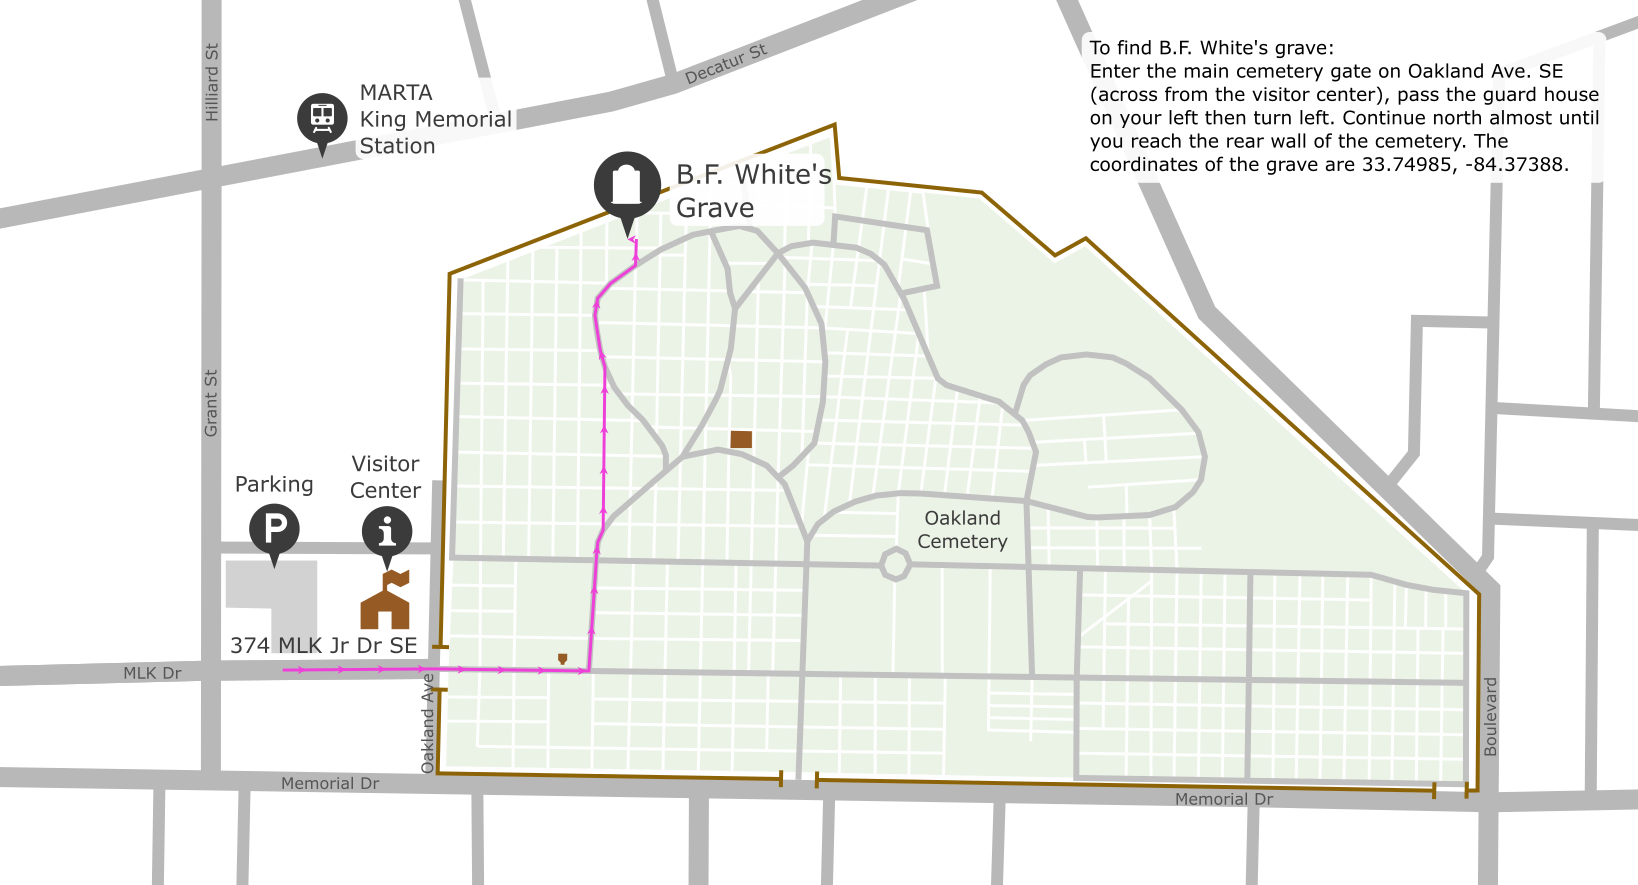 To find B.F. White's grave:
Enter the main cemetery gate on Oakland Ave. SE
(across from the visitor center), pass the guard house
on your left then turn left. Continue north almost until
you reach the rear wall of the cemetery. The
coordinates of the grave are 33.74985, -84.37388.
Hilliard St
Decatur St
MARTA
King Memorial
Station
B.F. White's
Grave
Grant St
Parking
P
Visitor
Center
i
Oakland
Cemetery
374 MLK Jr Dr SE
MLK Dr
Oakland Ave
Boulevard
Memorial Dr
Memorial Dr